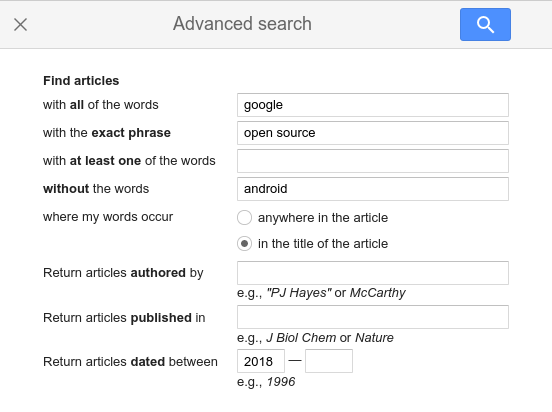 Advanced search
Find articles
with all of the words google
with the exact phrase open source
with at least one of the words
without the words android
where my words occur anywhere in the article
in the title of the article
Return articles authored by
e.g., "PJ Hayes" or McCarthy
Return articles published in
e.g., J Biol Chem or Nature
Return articles dated between 2018 —
e.g., 1996